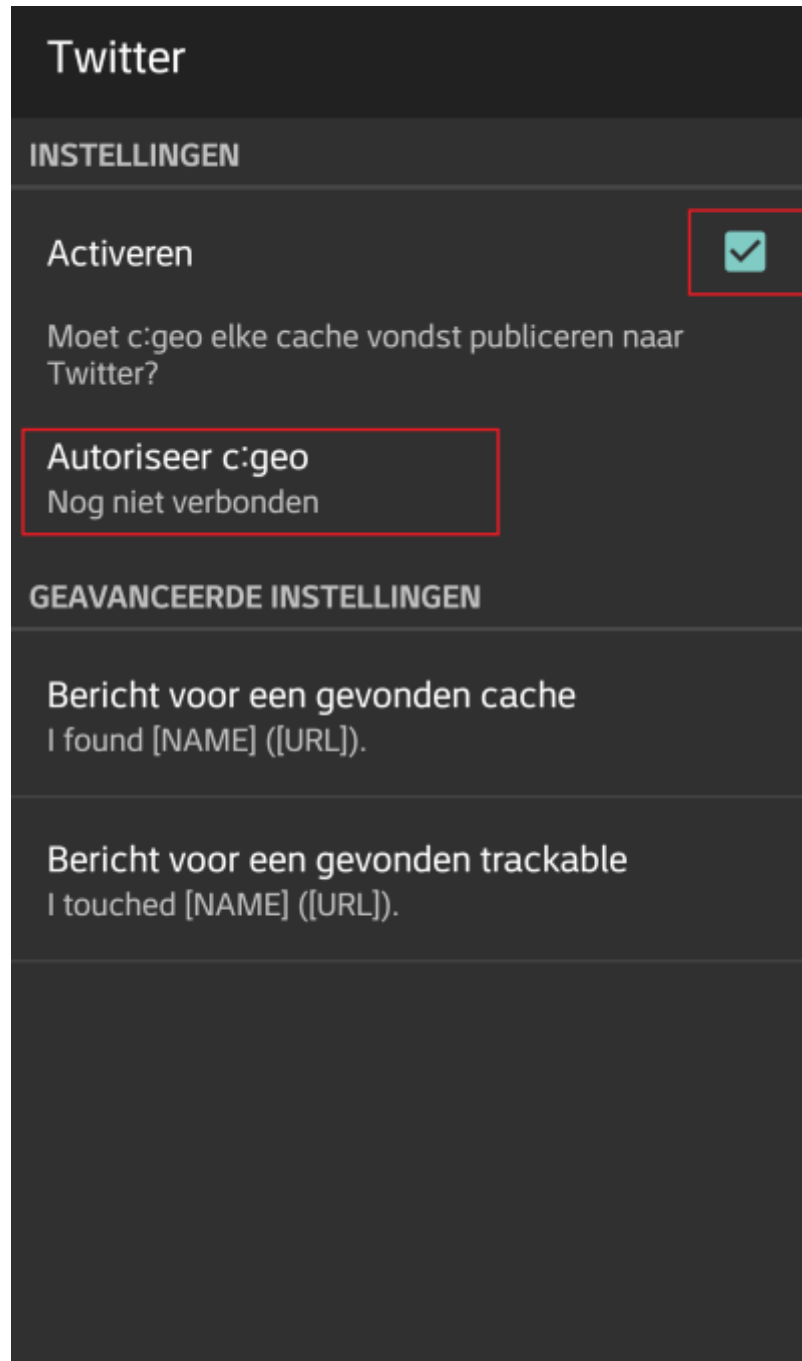 Twitter
INSTELLINGEN
Activeren
Moet c:geo elke cache vondst publiceren naar
Twitter?
Autoriseer c:geo
Nog niet verbonden
GEAVANCEERDE INSTELLINGEN
Bericht voor een gevonden cache
I found [NAME] ([URL]).
Bericht voor een gevonden trackable
I touched [NAME] ([URL]).